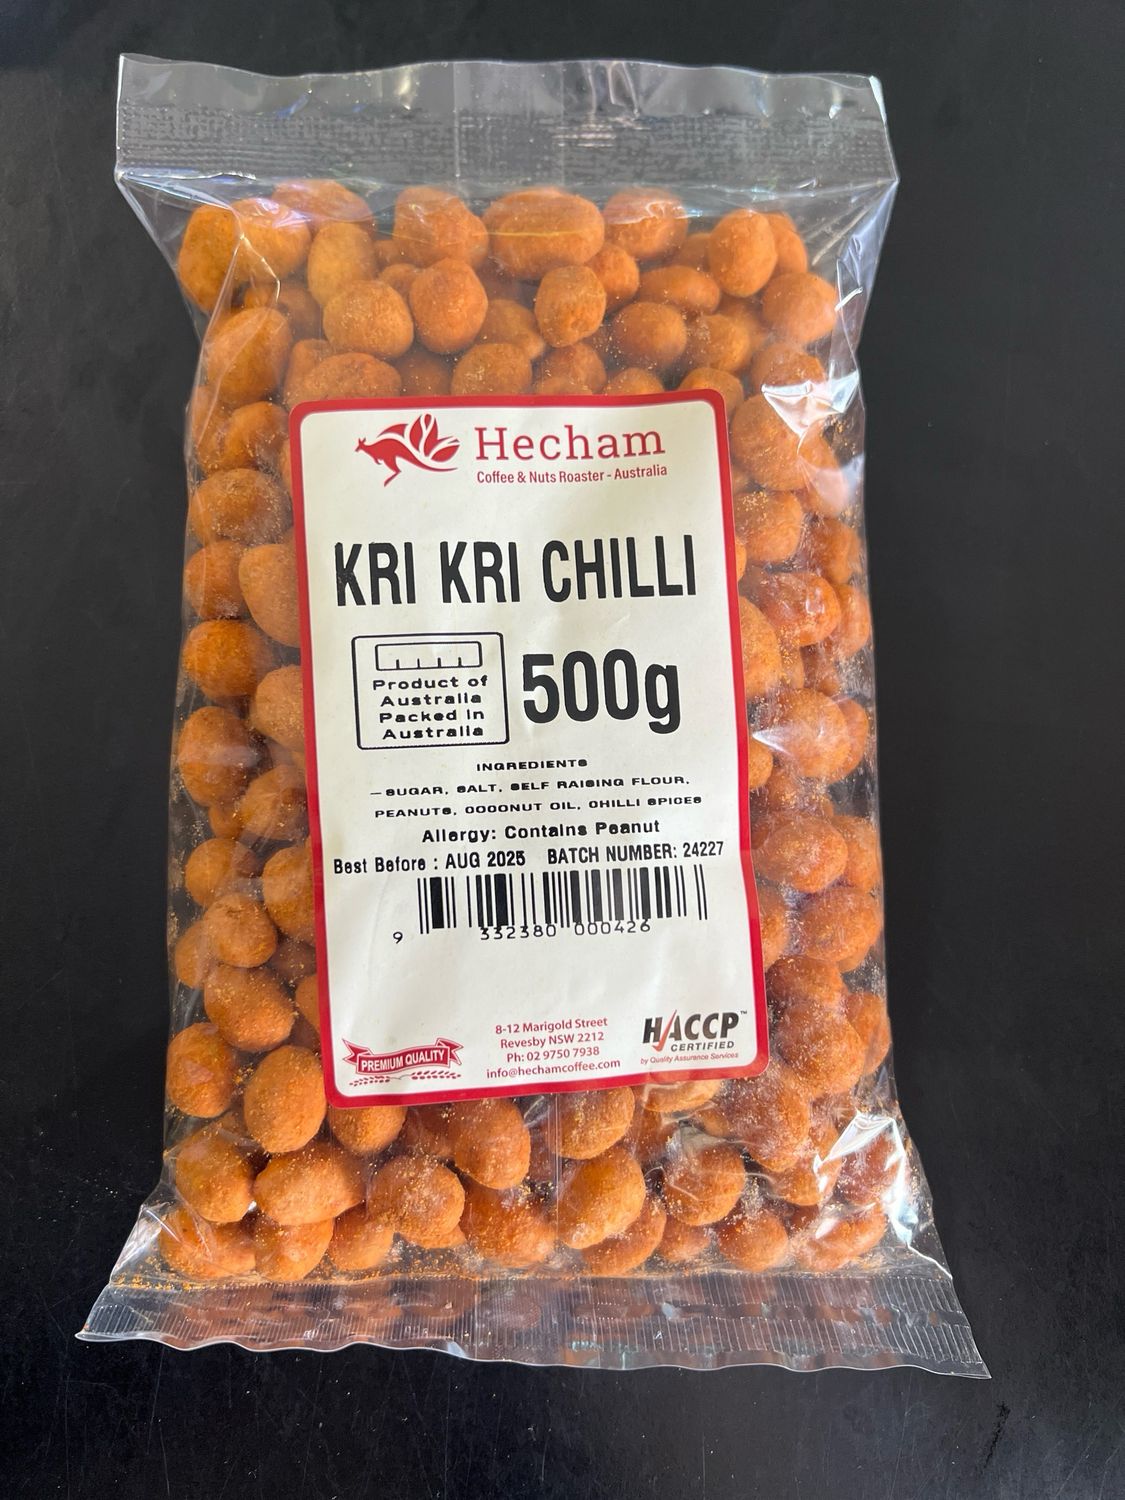 Hecham
Coffee & Nuts Roaster - Australia
KRI KRI CHILLI
Product of
Australia
Packed in
Australia
500g
INGREDIENTS
- SUGAR, SALT, SELF RAISING FLOUR,
PEANUTS, COCONUT OIL, CHILLI SPICES
Allergy: Contains Peanut
Best Before : AUG 2025 BATCH NUMBER: 24227
9 332380 000426
8-12 Marigold Street
Revesby NSW 2212
Ph: 02 9750 7938
info@hechamcoffee.com
PREMIUM QUALITY
HACCP™
CERTIFIED
by Quality Assurance Services